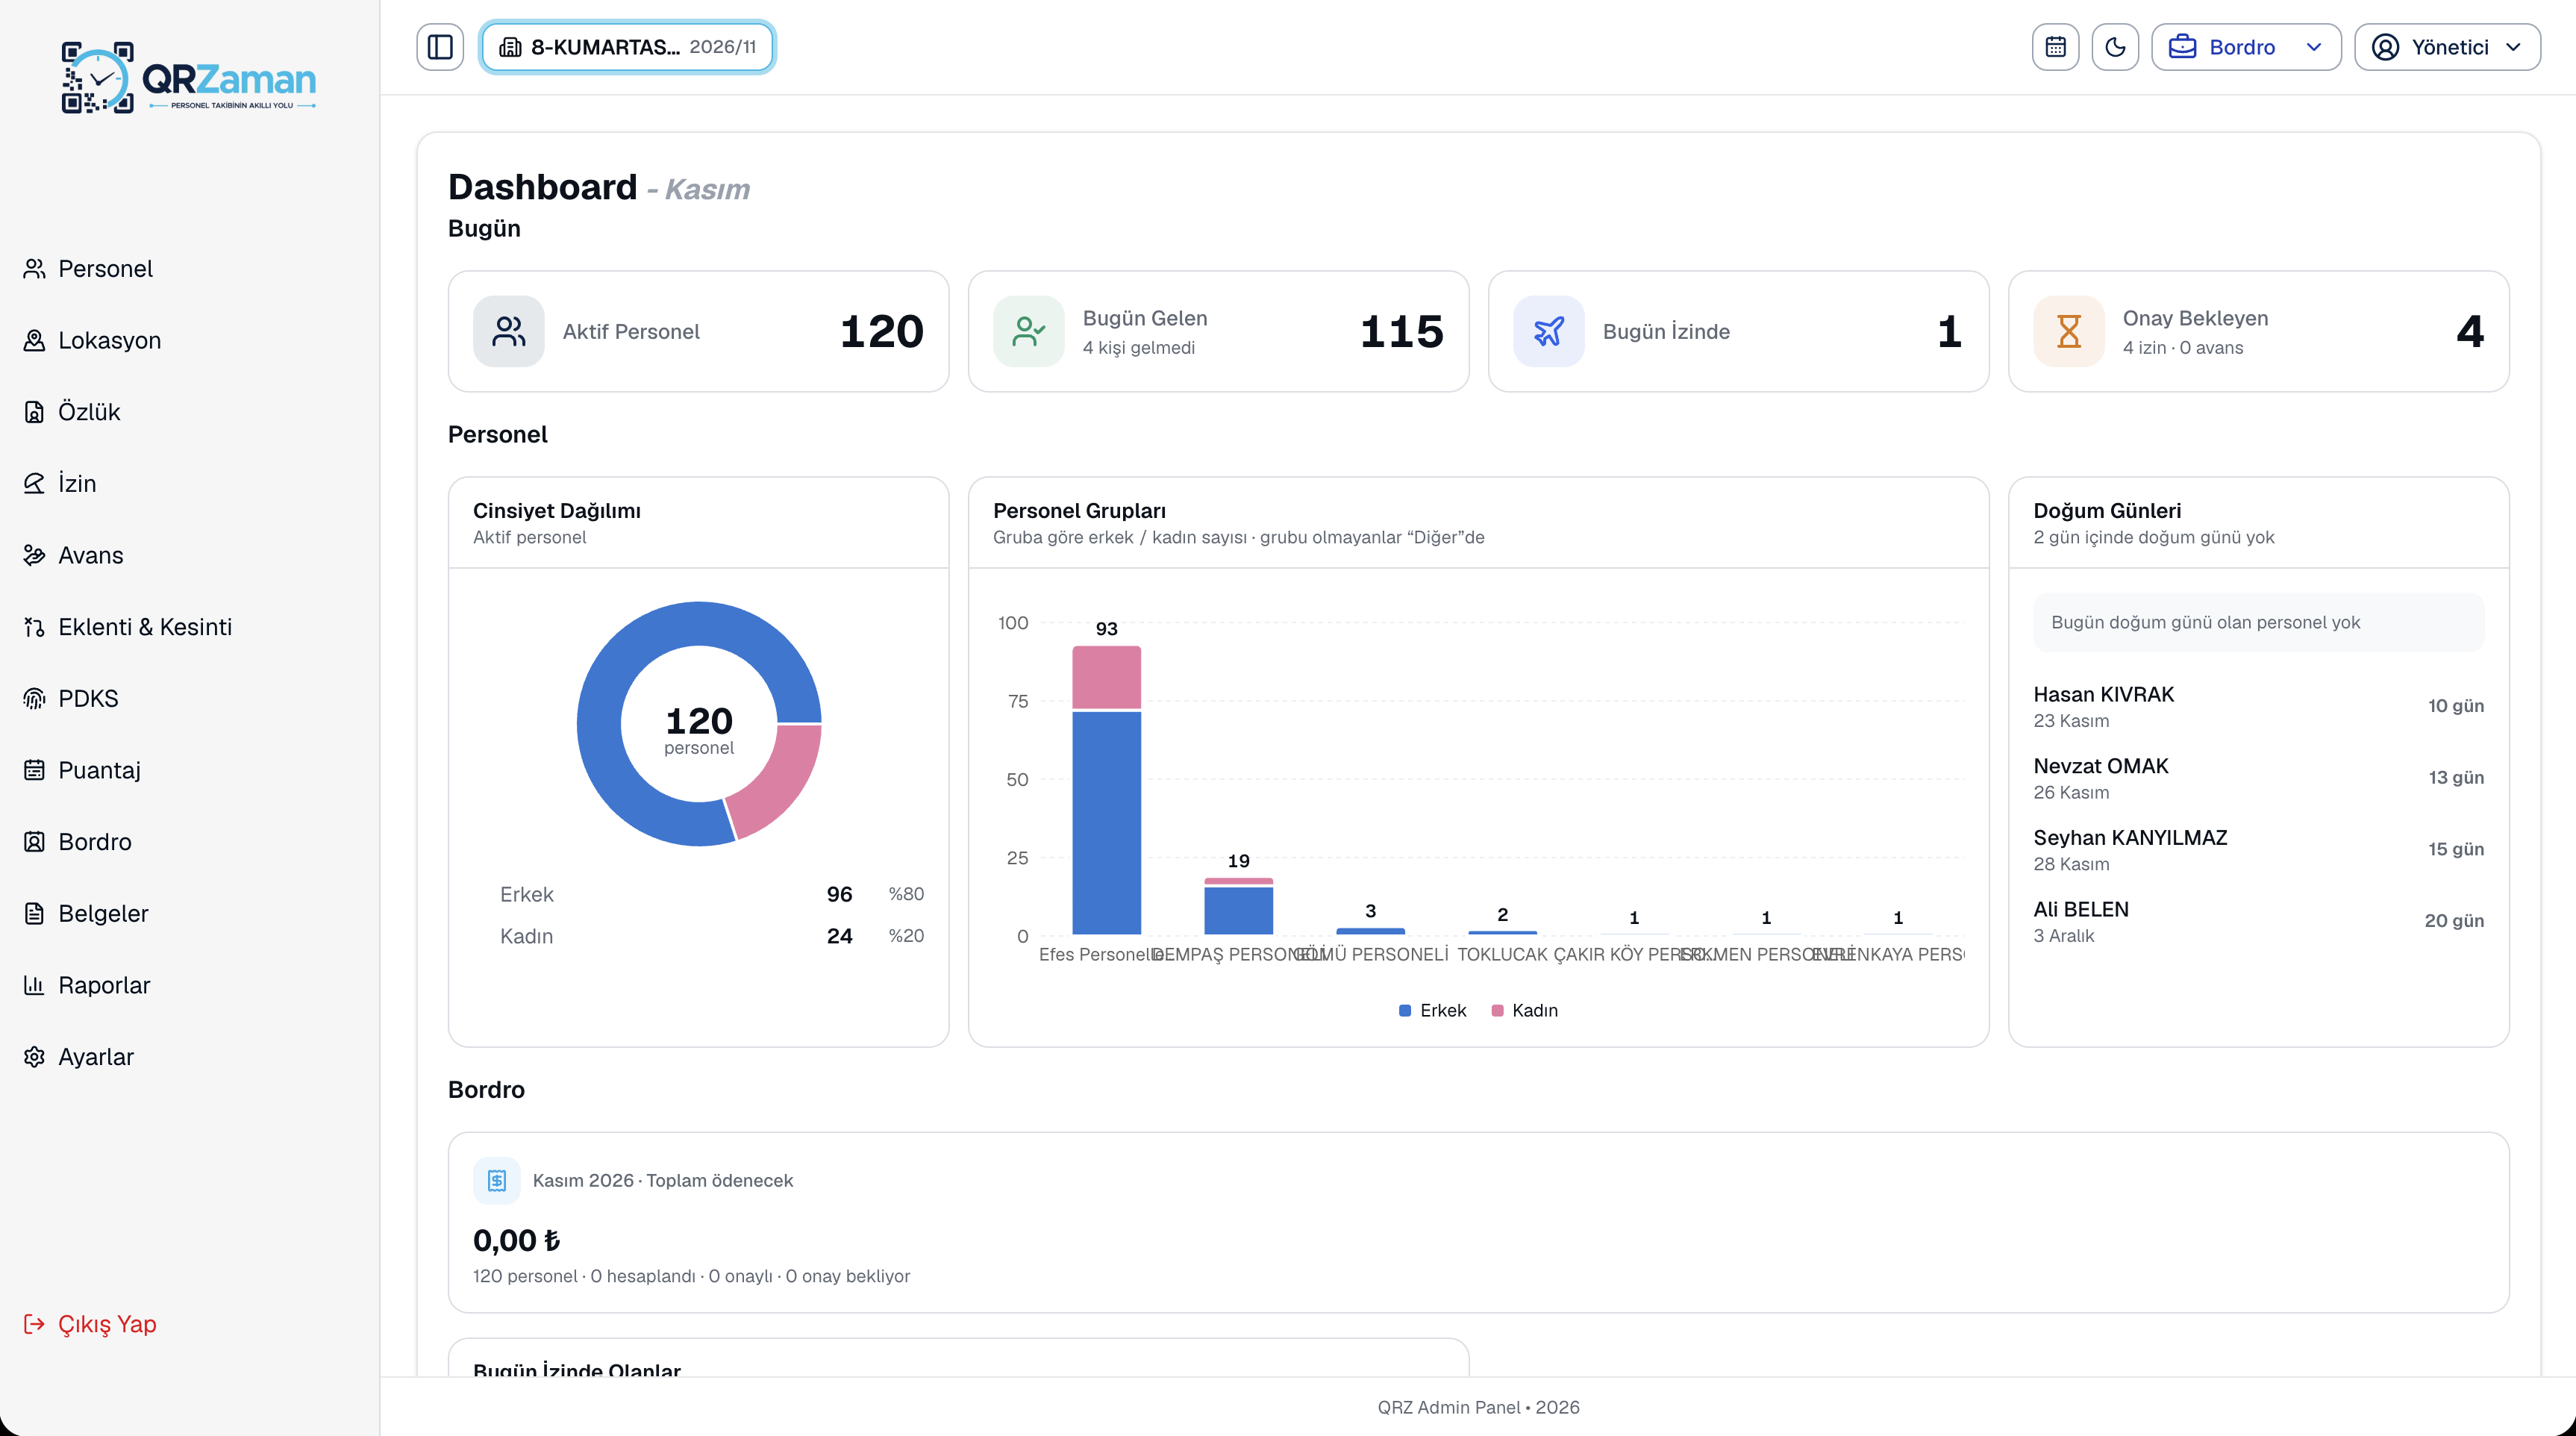 QRZaman
PERSONEL TAKİBİNİN AKILLI YOLU
8-KUMARTAS... 2026/11
Bordro
Yönetici
Personel
Lokasyon
Özlük
İzin
Avans
Eklenti & Kesinti
PDKS
Puantaj
Bordro
Belgeler
Raporlar
Ayarlar
Çıkış Yap
Dashboard - Kasım
Bugün
Aktif Personel
120
Bugün Gelen
4 kişi gelmedi
115
Bugün İzinde
1
Onay Bekleyen
4 izin · 0 avans
4
Personel
Cinsiyet Dağılımı
Aktif personel
120
personel
Erkek 96 %80
Kadın 24 %20
Personel Grupları
Gruba göre erkek / kadın sayısı · grubu olmayanlar “Diğer”de
100
75
50
25
0
93
19
3
2
1
1
1
Efes Personel
DEMPAŞ PERSONELİ
PERSONELİ
TOKLUCAK
ÇAKIR KÖY
Erkek
Kadın
Doğum Günleri
2 gün içinde doğum günü yok
Bugün doğum günü olan personel yok
Hasan KIVRAK
23 Kasım
10 gün
Nevzat OMAK
26 Kasım
13 gün
Seyhan KANYILMAZ
28 Kasım
15 gün
Ali BELEN
3 Aralık
20 gün
Bordro
Kasım 2026 · Toplam ödenecek
0,00 ₺
120 personel · 0 hesaplandı · 0 onaylı · 0 onay bekliyor
Bugün İzinde Olanlar
QRZ Admin Panel • 2026